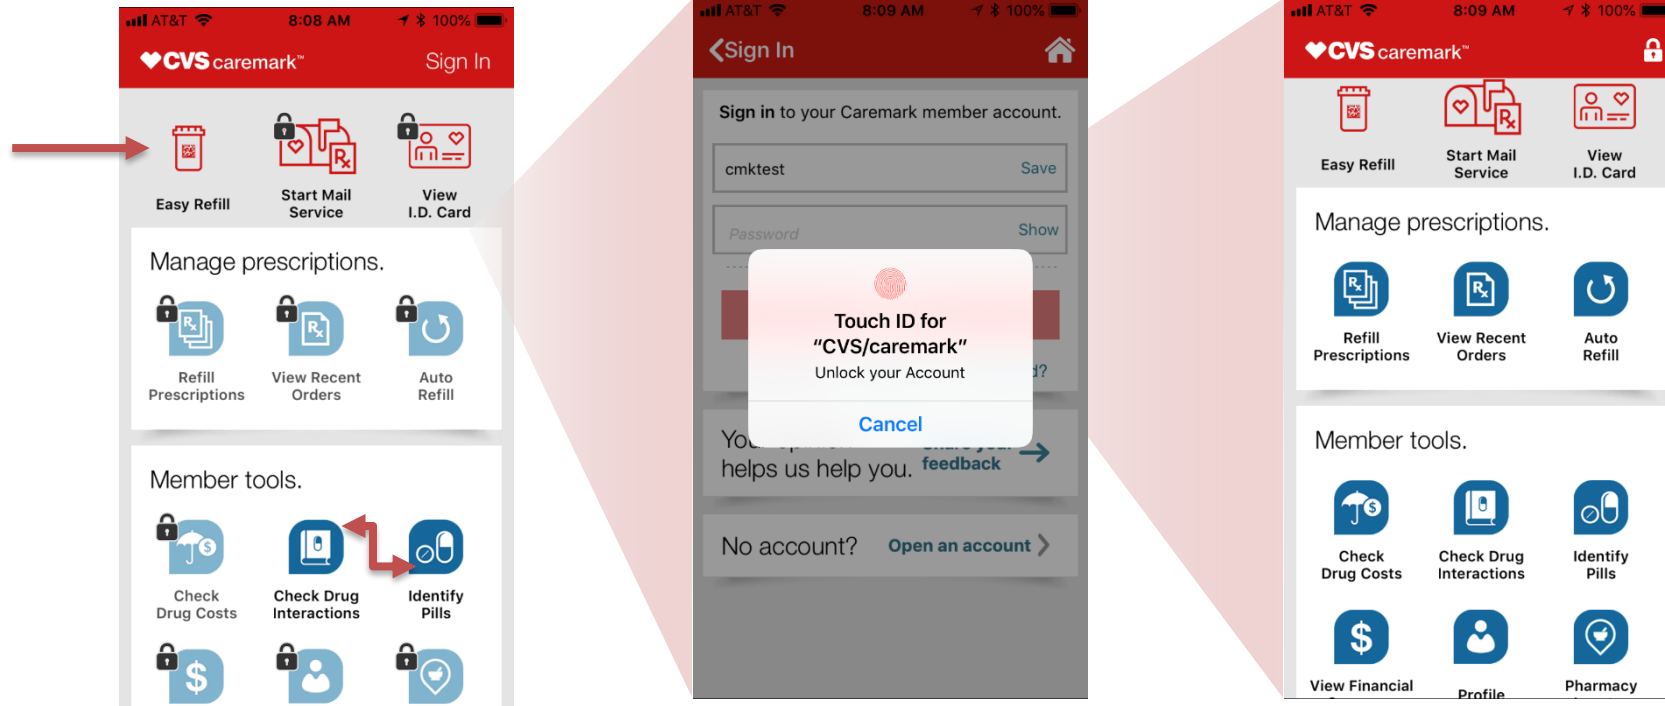 AT&T 8:08 AM 100%
CVS caremark™ Sign In
Easy Refill
Start Mail
Service
View
I.D. Card
Manage prescriptions.
Refill
Prescriptions
View Recent
Orders
Auto
Refill
Member tools.
Check
Drug Costs
Check Drug
Interactions
Identify
Pills
AT&T 8:09 AM 100%
Sign In
Sign in to your Caremark member account.
cmktest Save
Password Show
Touch ID for
“CVS/caremark”
Unlock your Account
d?
Cancel
helps us help you.
feedback
No account? Open an account
AT&T 8:09 AM 100%
CVS caremark™
Easy Refill
Start Mail
Service
View
I.D. Card
Manage prescriptions.
Refill
Prescriptions
View Recent
Orders
Auto
Refill
Member tools.
Check
Drug Costs
Check Drug
Interactions
Identify
Pills
View Financial
Profile
Pharmacy